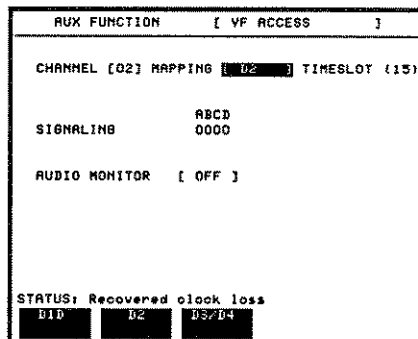 AUX FUNCTION [ VF ACCESS ]
CHANNEL [02] MAPPING [ D2 ] TIMESLOT (15)
ABCD
SIGNALING 0000
AUDIO MONITOR [ OFF ]
STATUS: Recovered clock loss
D1D D2 D3/D4